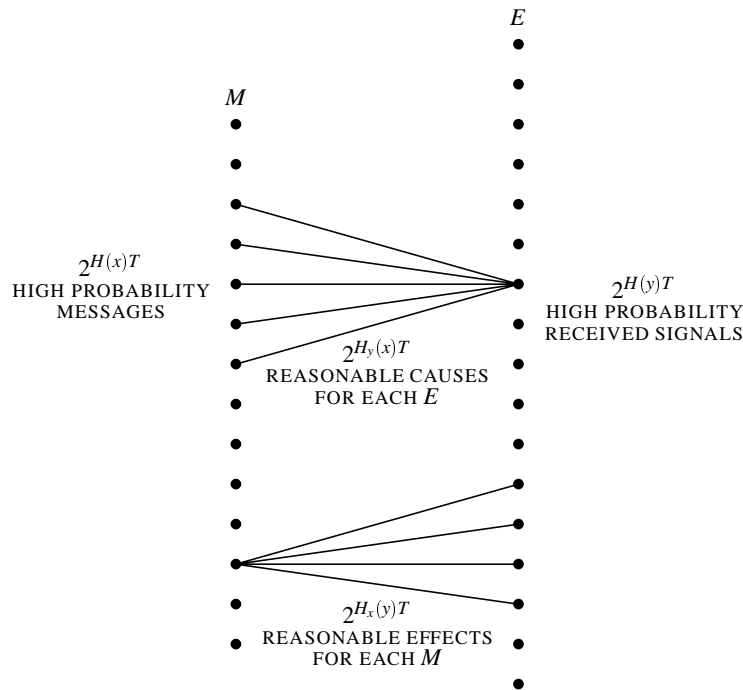 E
M
2^{H(x)T}
HIGH PROBABILITY
MESSAGES
2^{H(y)T}
HIGH PROBABILITY
RECEIVED SIGNALS
2^{H_y(x)T}
REASONABLE CAUSES
FOR EACH E
2^{H_x(y)T}
REASONABLE EFFECTS
FOR EACH M